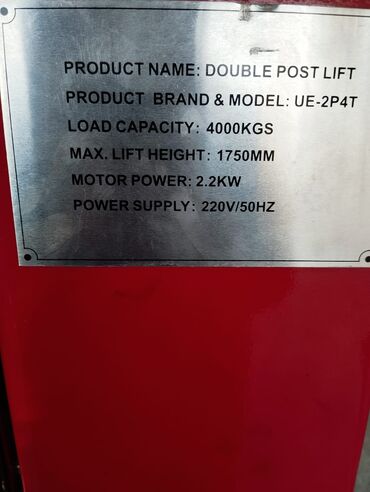 PRODUCT NAME: DOUBLE POST LIFT
PRODUCT BRAND & MODEL: UE-2P4T
LOAD CAPACITY: 4000KGS
MAX. LIFT HEIGHT: 1750MM
MOTOR POWER: 2.2KW
POWER SUPPLY: 220V/50HZ